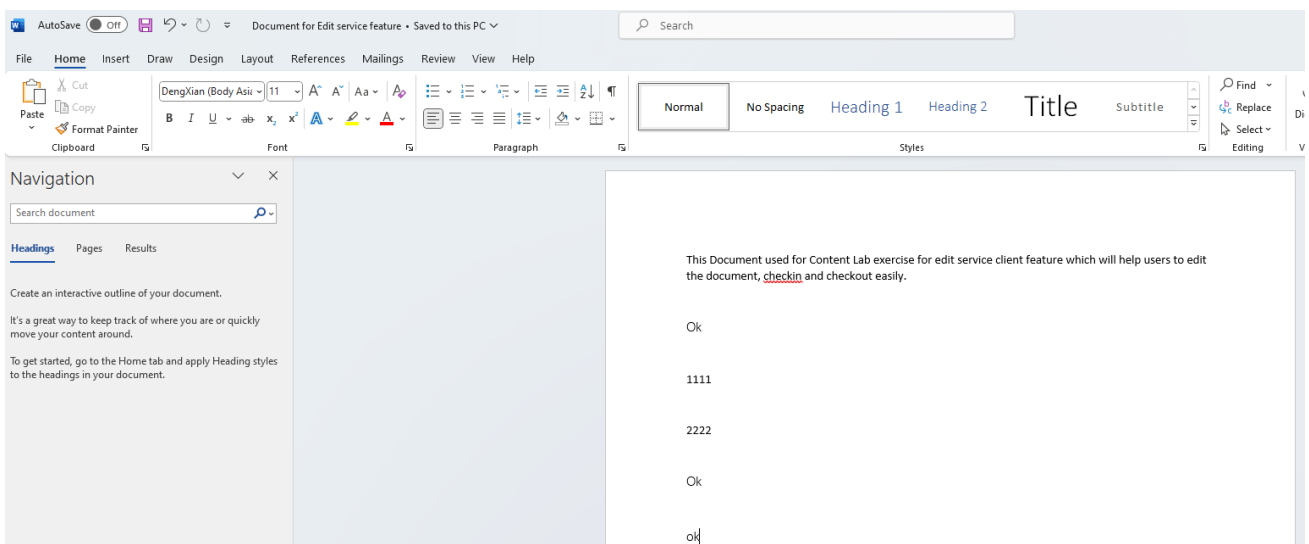 AutoSave Off Document for Edit service feature • Saved to this PC Search
File Home Insert Draw Design Layout References Mailings Review View Help
Cut
Copy
Paste
Format Painter
Clipboard
DengXian (Body Asia 11 A A Aa A
B I U ab x₂ x² A A
Font
Paragraph
Normal No Spacing Heading 1 Heading 2 Title Subtitle
Styles
Find
Replace
Select
Editing
Di
V
Navigation
Search document
Headings Pages Results
Create an interactive outline of your document.
It's a great way to keep track of where you are or quickly
move your content around.
To get started, go to the Home tab and apply Heading styles
to the headings in your document.
This Document used for Content Lab exercise for edit service client feature which will help users to edit
the document, checkin and checkout easily.
Ok
1111
2222
Ok
ok